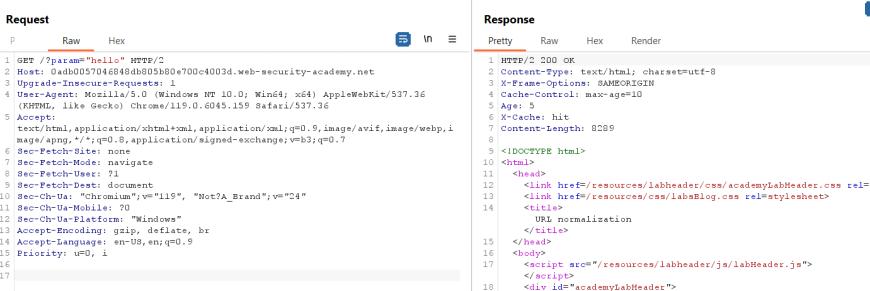 Request
Response
P Raw Hex
\n
Pretty Raw Hex Render
1 GET /?param="hello" HTTP/2
2 Host: 0adb0057046848db805b80e700c4003d.web-security-academy.net
3 Upgrade-Insecure-Requests: 1
4 User-Agent: Mozilla/5.0 (Windows NT 10.0; Win64; x64) AppleWebKit/537.36
(KHTML, like Gecko) Chrome/119.0.6045.159 Safari/537.36
5 Accept:
text/html,application/xhtml+xml,application/xml;q=0.9,image/avif,image/webp,i
mage/apng,*/*;q=0.8,application/signed-exchange;v=b3;q=0.7
6 Sec-Fetch-Site: none
7 Sec-Fetch-Mode: navigate
8 Sec-Fetch-User: ?1
9 Sec-Fetch-Dest: document
10 Sec-Ch-Ua: "Chromium";v="119", "Not?A_Brand";v="24"
11 Sec-Ch-Ua-Mobile: ?0
12 Sec-Ch-Ua-Platform: "Windows"
13 Accept-Encoding: gzip, deflate, br
14 Accept-Language: en-US,en;q=0.9
15 Priority: u=0, i
16
17
1 HTTP/2 200 OK
2 Content-Type: text/html; charset=utf-8
3 X-Frame-Options: SAMEORIGIN
4 Cache-Control: max-age=10
5 Age: 5
6 X-Cache: hit
7 Content-Length: 8289
8
9 <!DOCTYPE html>
10 <html>
11 <head>
12 <link href=/resources/labheader/css/academyLabHeader.css rel=
13 <link href=/resources/css/labsBlog.css rel=stylesheet>
14 <title>
URL normalization
</title>
15 </head>
16 <body>
17 <script src="/resources/labheader/js/labHeader.js">
</script>
18 <div id="academyLabHeader">